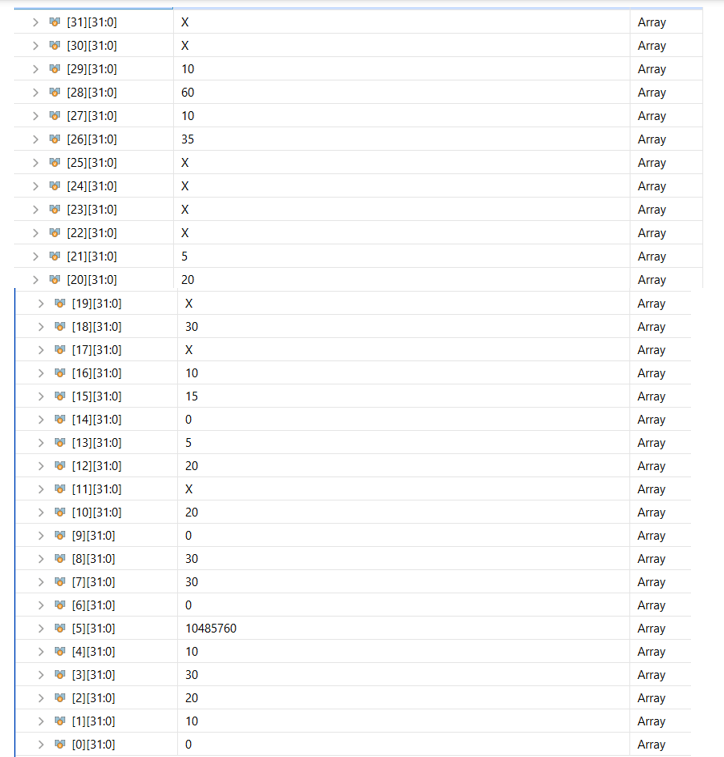 [31][31:0] X Array
[30][31:0] X Array
[29][31:0] 10 Array
[28][31:0] 60 Array
[27][31:0] 10 Array
[26][31:0] 35 Array
[25][31:0] X Array
[24][31:0] X Array
[23][31:0] X Array
[22][31:0] X Array
[21][31:0] 5 Array
[20][31:0] 20 Array
[19][31:0] X Array
[18][31:0] 30 Array
[17][31:0] X Array
[16][31:0] 10 Array
[15][31:0] 15 Array
[14][31:0] 0 Array
[13][31:0] 5 Array
[12][31:0] 20 Array
[11][31:0] X Array
[10][31:0] 20 Array
[9][31:0] 0 Array
[8][31:0] 30 Array
[7][31:0] 30 Array
[6][31:0] 0 Array
[5][31:0] 10485760 Array
[4][31:0] 10 Array
[3][31:0] 30 Array
[2][31:0] 20 Array
[1][31:0] 10 Array
[0][31:0] 0 Array